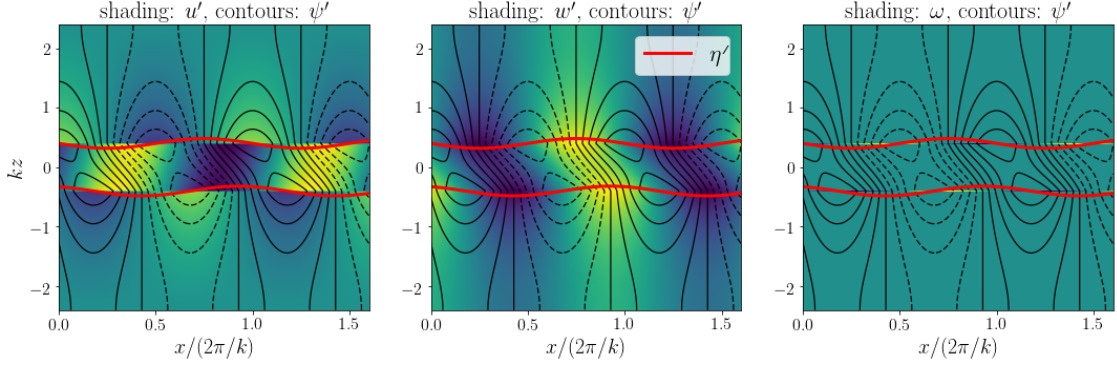 shading: u′, contours: ψ′
shading: w′, contours: ψ′
shading: ω, contours: ψ′
η′
kz
2
1
0
−1
−2
2
1
0
−1
−2
2
1
0
−1
−2
0.0 0.5 1.0 1.5
0.0 0.5 1.0 1.5
0.0 0.5 1.0 1.5
x/(2π/k)
x/(2π/k)
x/(2π/k)